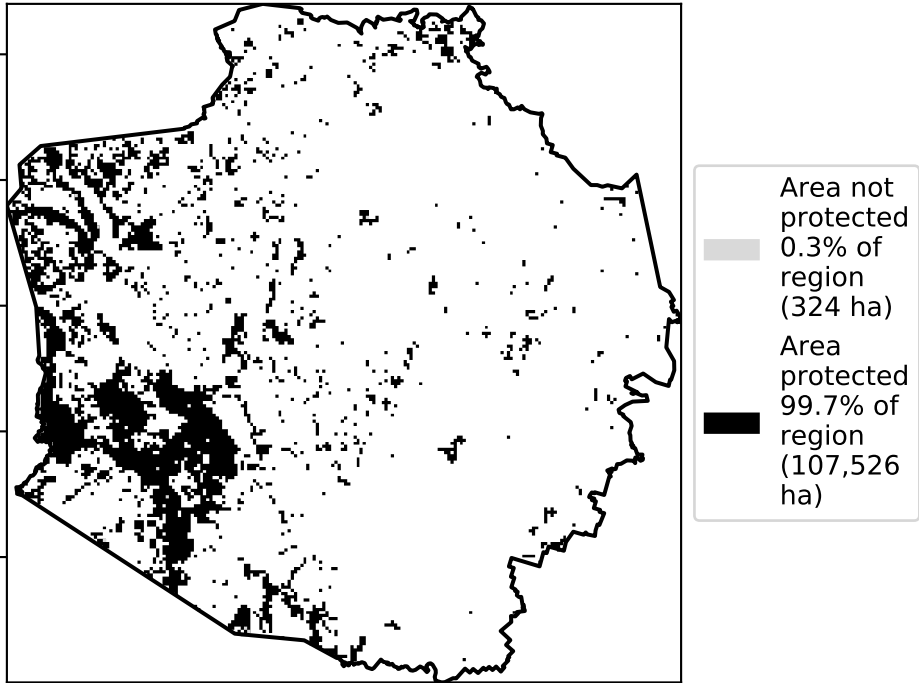 Area not
protected
0.3% of
region
(324 ha)
Area
protected
99.7% of
region
(107,526
ha)